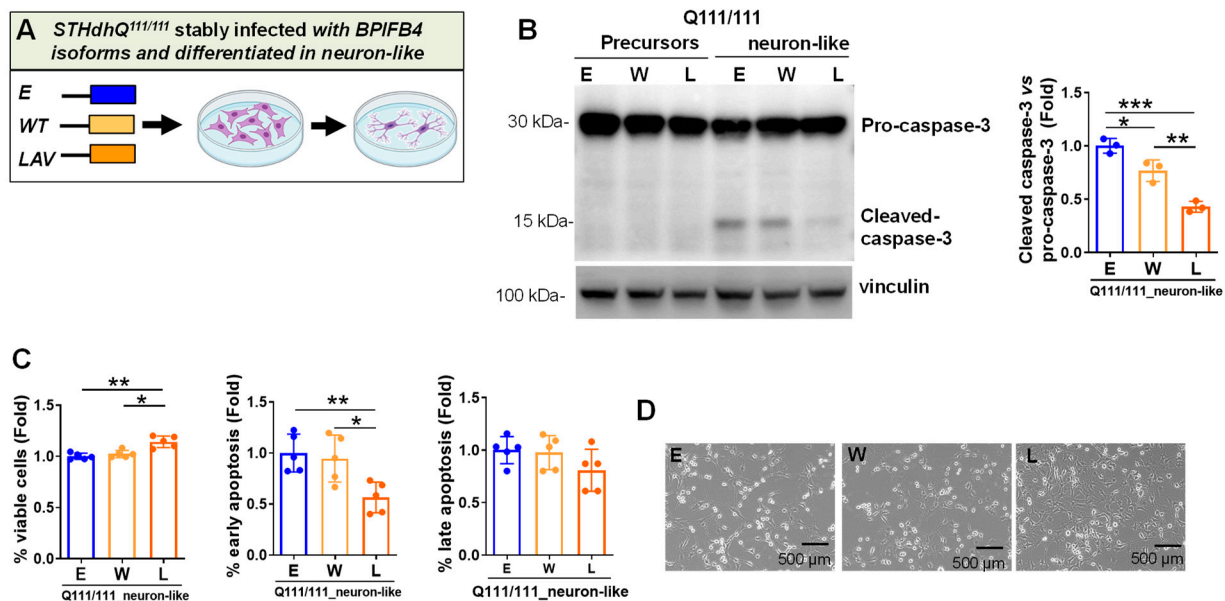 A
STHdhQ111/111 stably infected with BPIFB4
isoforms and differentiated in neuron-like
E
WT
LAV
B
Q111/111
Precursors neuron-like
E W L E W L
30 kDa-
Pro-caspase-3
15 kDa-
Cleaved-
caspase-3
100 kDa-
vinculin
Cleaved caspase-3 vs
pro-caspase-3 (Fold)
1.5
1.0
0.5
0.0
***
*
**
E W L
Q111/111_neuron-like
C
% viable cells (Fold)
1.5
1.0
0.5
0.0
**
*
E W L
Q111/111_neuron-like
% early apoptosis (Fold)
1.5
1.0
0.5
0.0
**
*
E W L
Q111/111_neuron-like
% late apoptosis (Fold)
1.5
1.0
0.5
0.0
E W L
Q111/111_neuron-like
D
E
500 µm
W
500 µm
L
500 µm